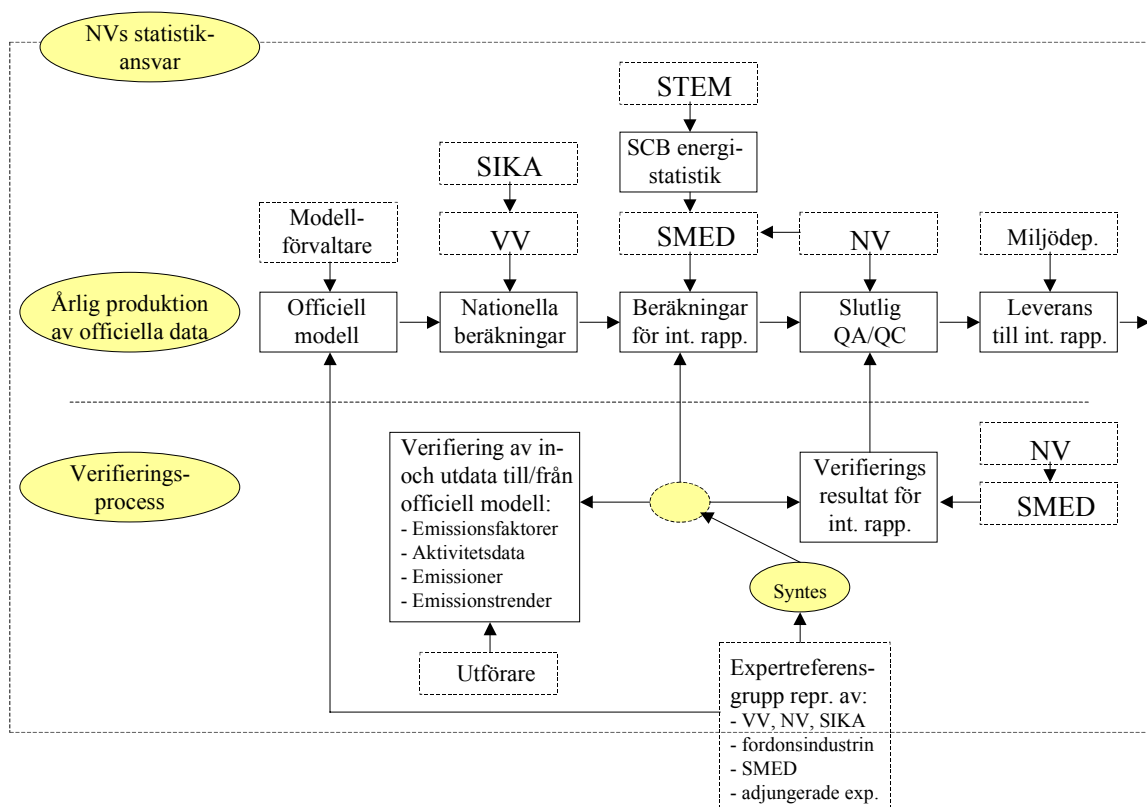 NVs statistik-
ansvar
STEM
SCB energi-
statistik
SIKA
Modell-
förvaltare
VV
SMED
NV
Miljödep.
Årlig produktion
av officiella data
Officiell
modell
Nationella
beräkningar
Beräkningar
för int. rapp.
Slutlig
QA/QC
Leverans
till int. rapp.
Verifierings-
process
Verifiering av in-
och utdata till/från
officiell modell:
- Emissionsfaktorer
- Aktivitetsdata
- Emissioner
- Emissionstrender
Verifierings
resultat för
int. rapp.
NV
SMED
Syntes
Utförare
Expertreferens-
grupp repr. av:
- VV, NV, SIKA
- fordonsindustrin
- SMED
- adjungerade exp.